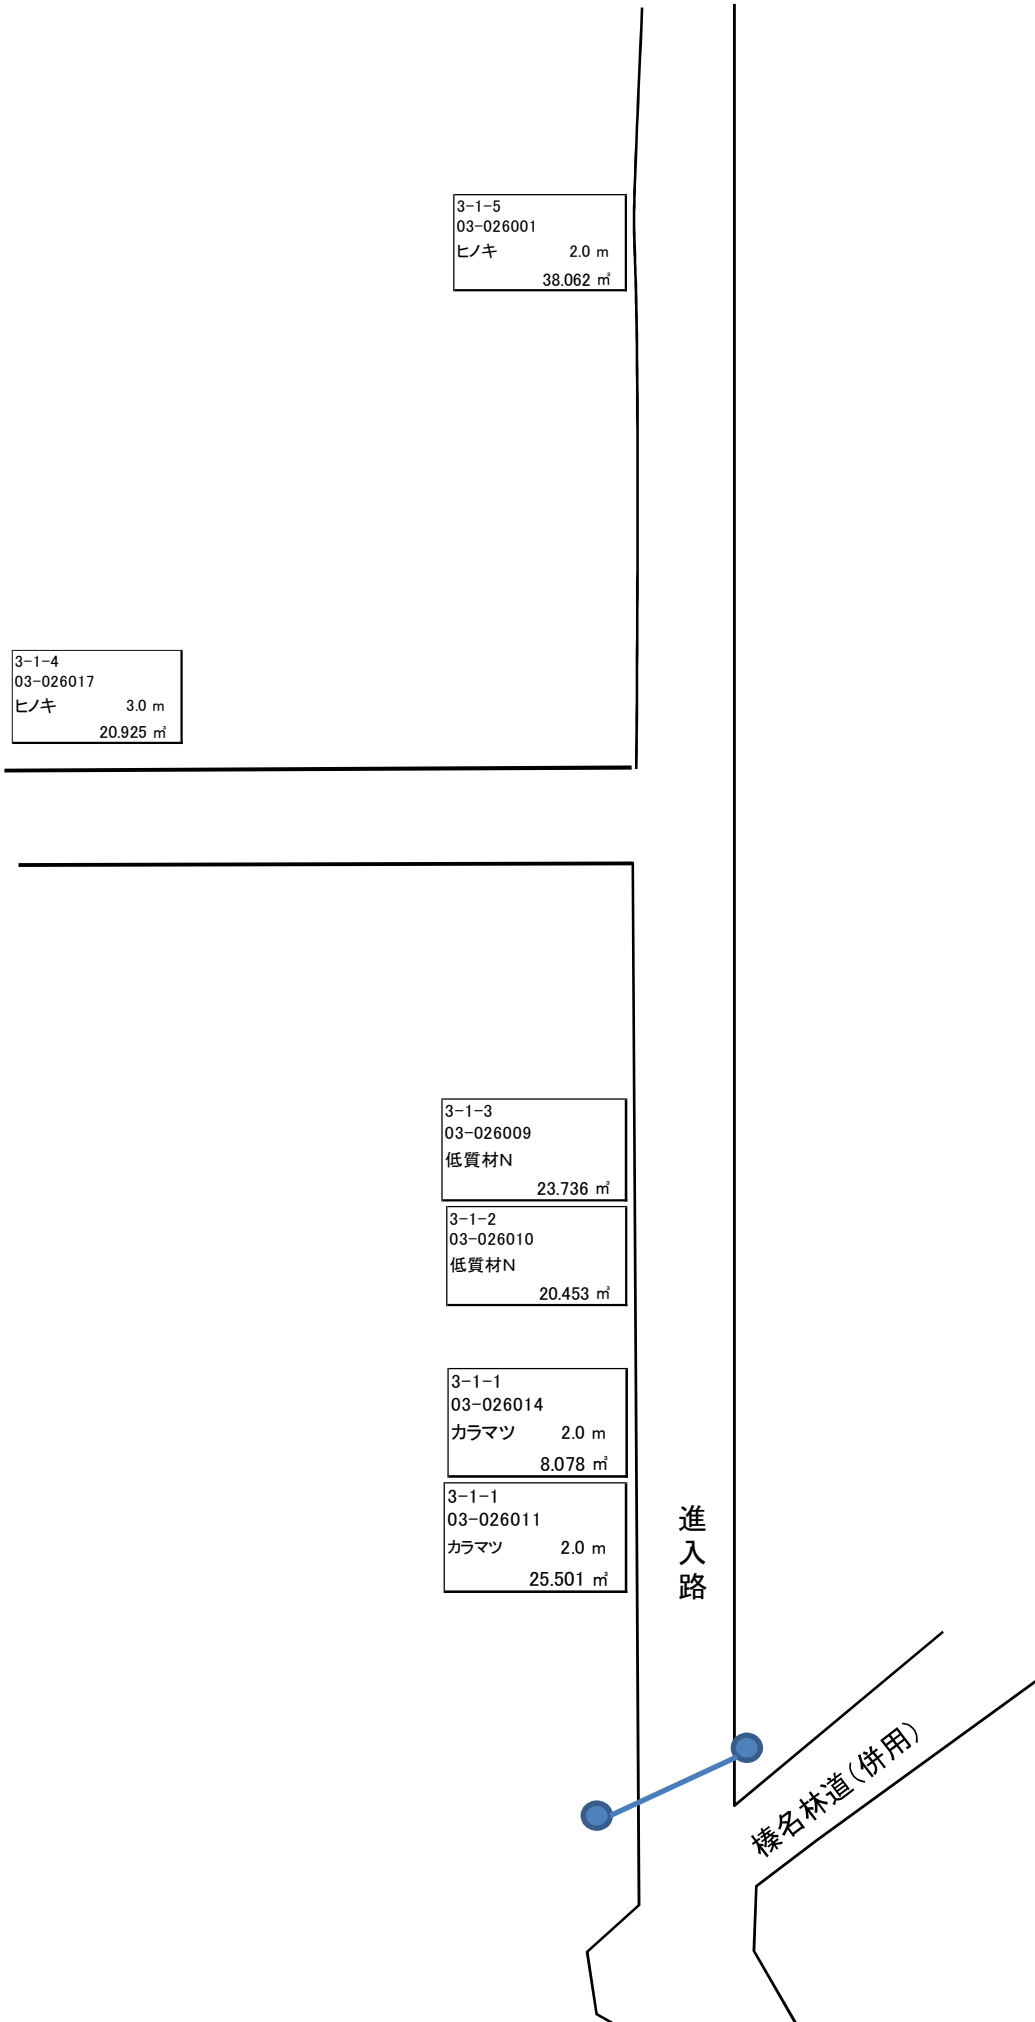 3-1-5
03-026001
ヒノキ 2.0 m
38.062 ㎥
3-1-4
03-026017
ヒノキ 3.0 m
20.925 ㎥
3-1-3
03-026009
低質材N
23.736 ㎥
3-1-2
03-026010
低質材N
20.453 ㎥
3-1-1
03-026014
カラマツ 2.0 m
8.078 ㎥
3-1-1
03-026011
カラマツ 2.0 m
25.501 ㎥
進入路
榛名林道(併用)